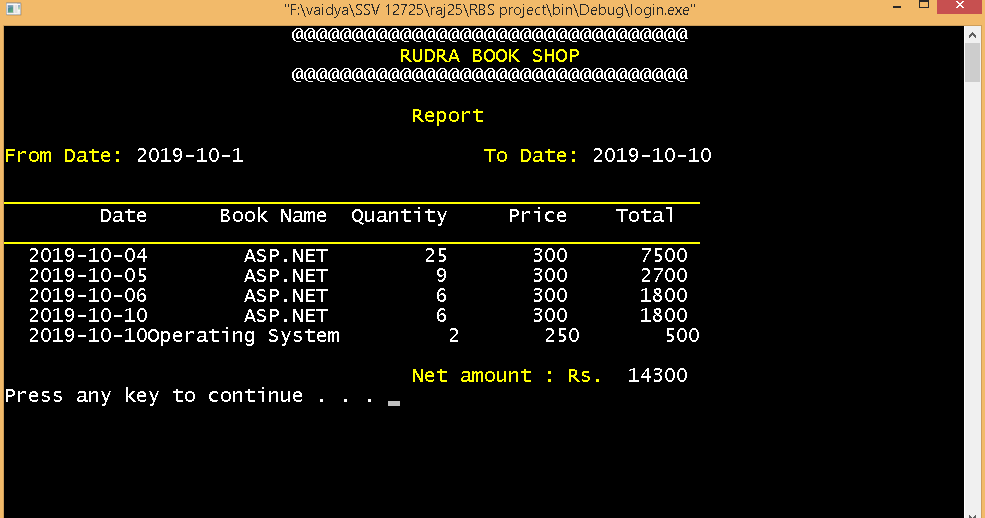 "F:\vaidya\SSV 12725\raj25\RBS project\bin\Debug\login.exe"
@@@@@@@@@@@@@@@@@@@@@@@@@@@@@@@@@
RUDRA BOOK SHOP
@@@@@@@@@@@@@@@@@@@@@@@@@@@@@@@@@
Report
From Date: 2019-10-1 To Date: 2019-10-10
Date Book Name Quantity Price Total
2019-10-04 ASP.NET 25 300 7500
2019-10-05 ASP.NET 9 300 2700
2019-10-06 ASP.NET 6 300 1800
2019-10-10 ASP.NET 6 300 1800
2019-10-10Operating System 2 250 500
Net amount : Rs. 14300
Press any key to continue . . .